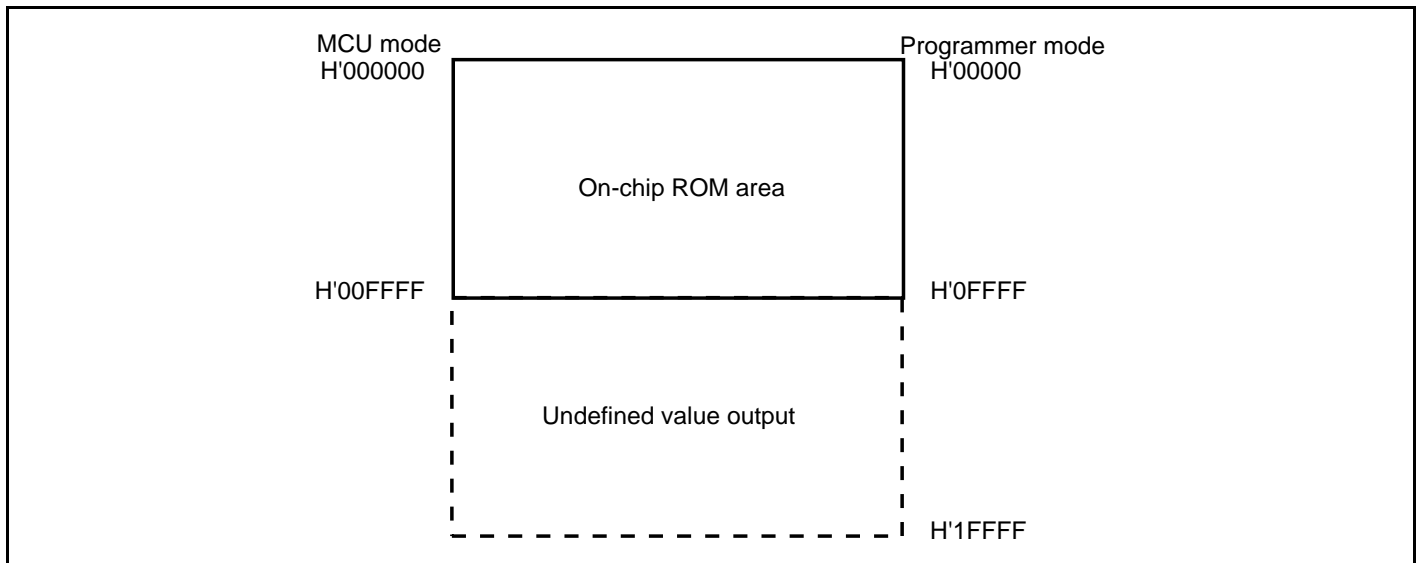 MCU mode
Programmer mode
H'000000
H'00000
On-chip ROM area
H'00FFFF
H'0FFFF
Undefined value output
H'1FFFF